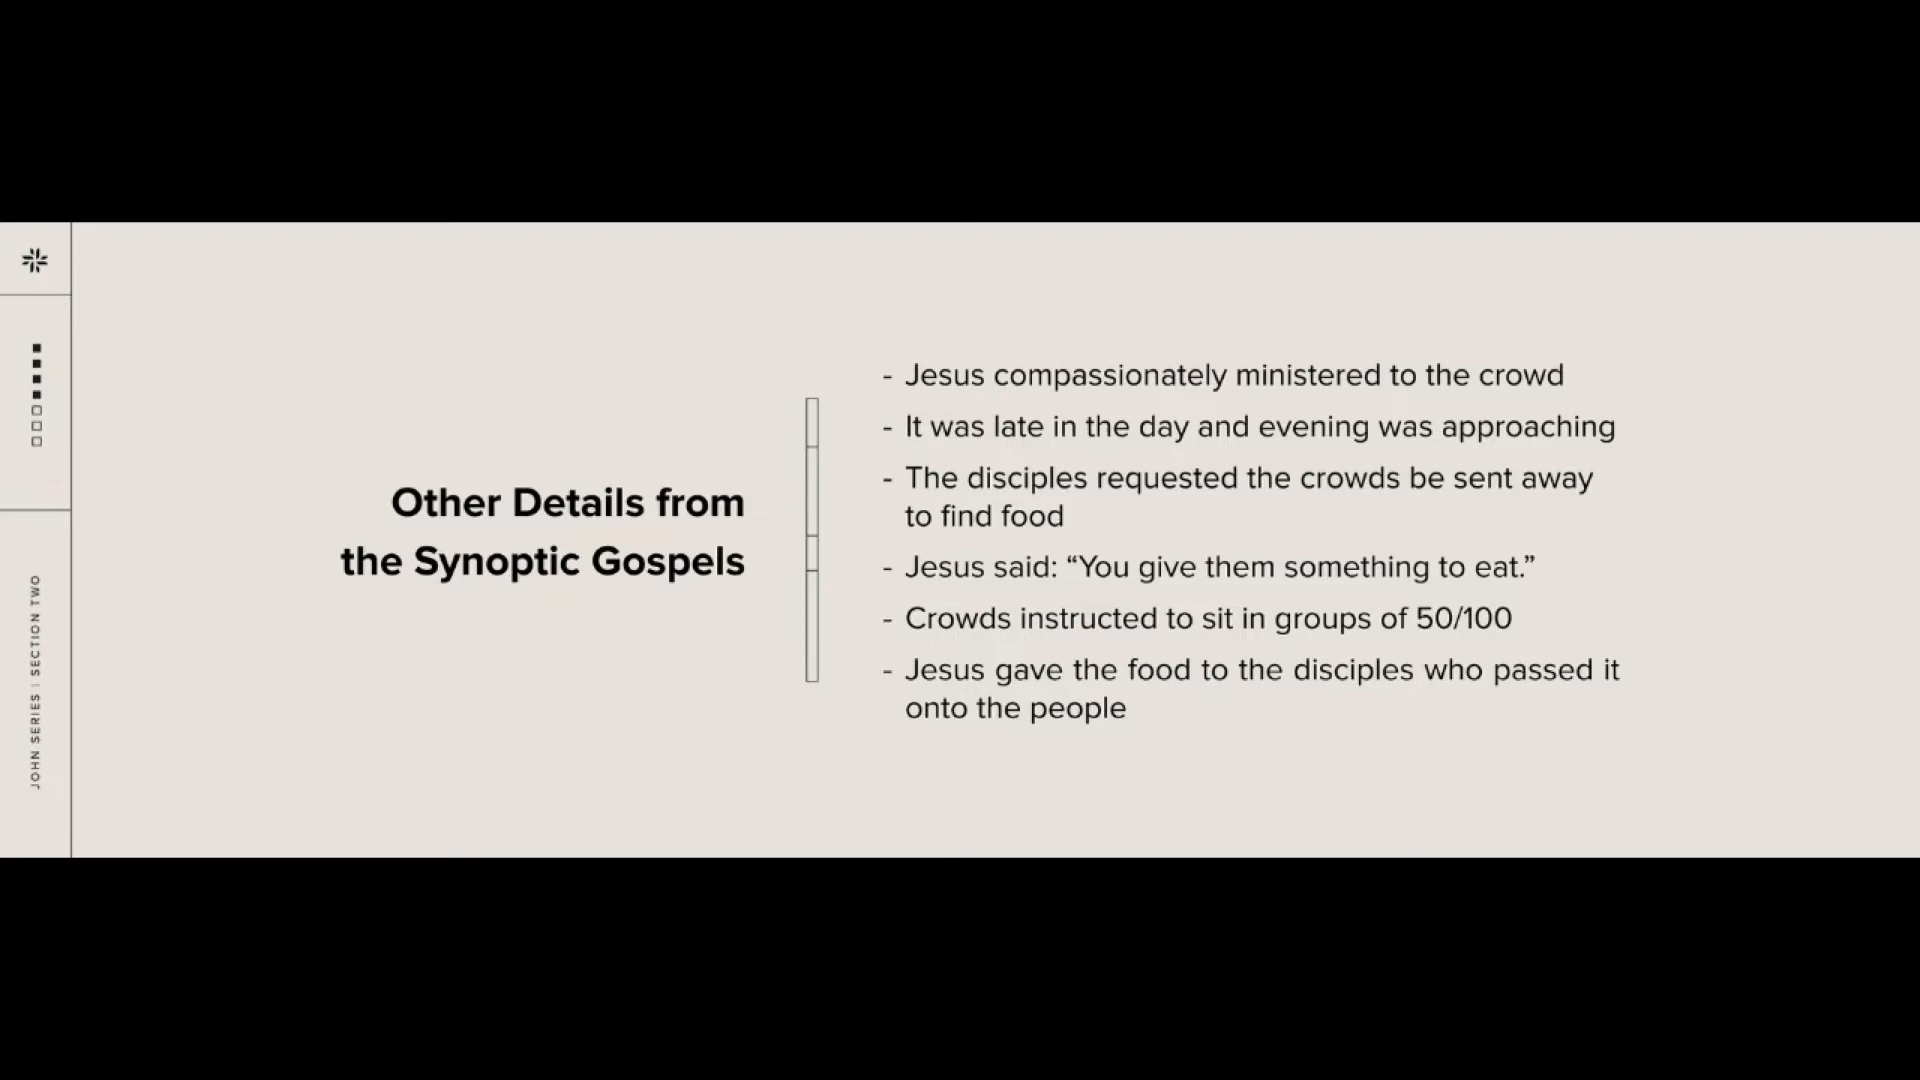 Other Details from
the Synoptic Gospels
- Jesus compassionately ministered to the crowd
- It was late in the day and evening was approaching
- The disciples requested the crowds be sent away
to find food
- Jesus said: “You give them something to eat.”
- Crowds instructed to sit in groups of 50/100
- Jesus gave the food to the disciples who passed it
onto the people
JOHN SERIES | SECTION TWO